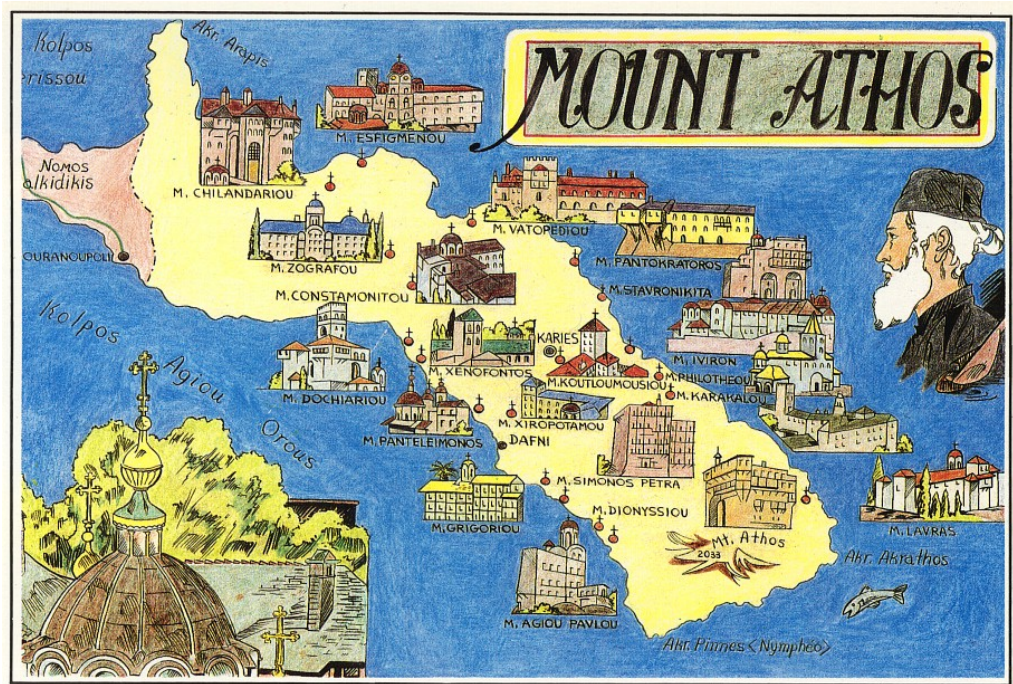 MOUNT ATHOS
Kolpos
erissou
Akr. Arapis
M. ESFIGMENOU
NOMOS
alkidikis
M. CHILANDARIOU
M. VATOPEDIOU
OURANOUPOLI
M. ZOGRAFOU
M. PANTOKRATOROS
M. CONSTAMONITOU
M. STAVRONIKITA
Kolpos
Agiou
Orous
KARIES
M. IVIRON
M. XENOFONTOS
M. KOUTLOUMOUSIOU
M. PHILOTHEOU
M. DOCHIARIOU
M. KARAKALOU
M. XIROPOTAMOU
M. PANTELEIMONOS
DAFNI
M. SIMONOS PETRA
M. GRIGORIOU
M. DIONYSSIOU
M. LAVRAS
Mt. Athos
2033
Akr. Akrathos
M. AGIOU PAVLOU
Akr. Pinnes <Nympheo>